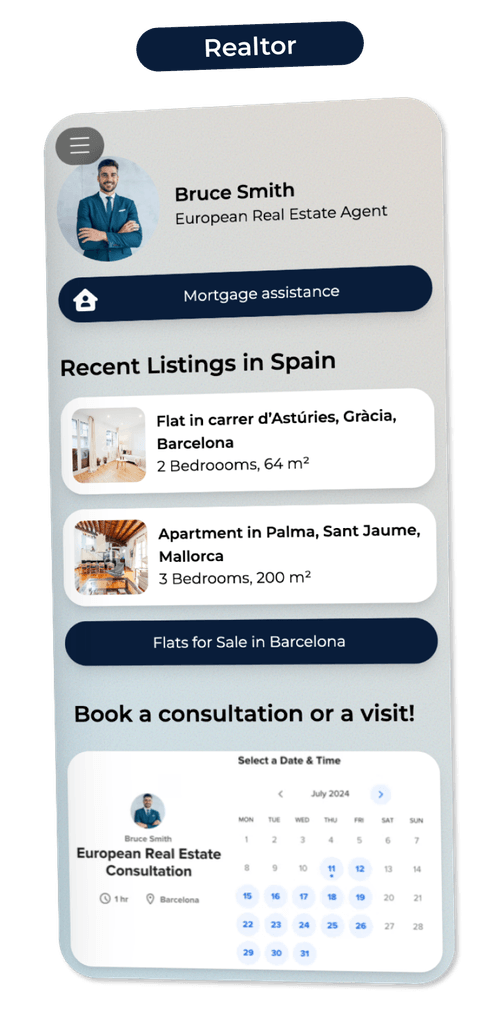 Realtor
Bruce Smith
European Real Estate Agent
Mortgage assistance
Recent Listings in Spain
Flat in carrer d'Astúries, Gràcia,
Barcelona
2 Bedroooms, 64 m²
Apartment in Palma, Sant Jaume,
Mallorca
3 Bedrooms, 200 m²
Flats for Sale in Barcelona
Book a consultation or a visit!
Bruce Smith
European Real Estate
Consultation
1 hr Barcelona
Select a Date & Time
July 2024
MON TUE WED THU FRI SAT SUN
1 2 3 4 5 6 7
8 9 10 11 12 13 14
15 16 17 18 19 20 21
22 23 24 25 26 27 28
29 30 31